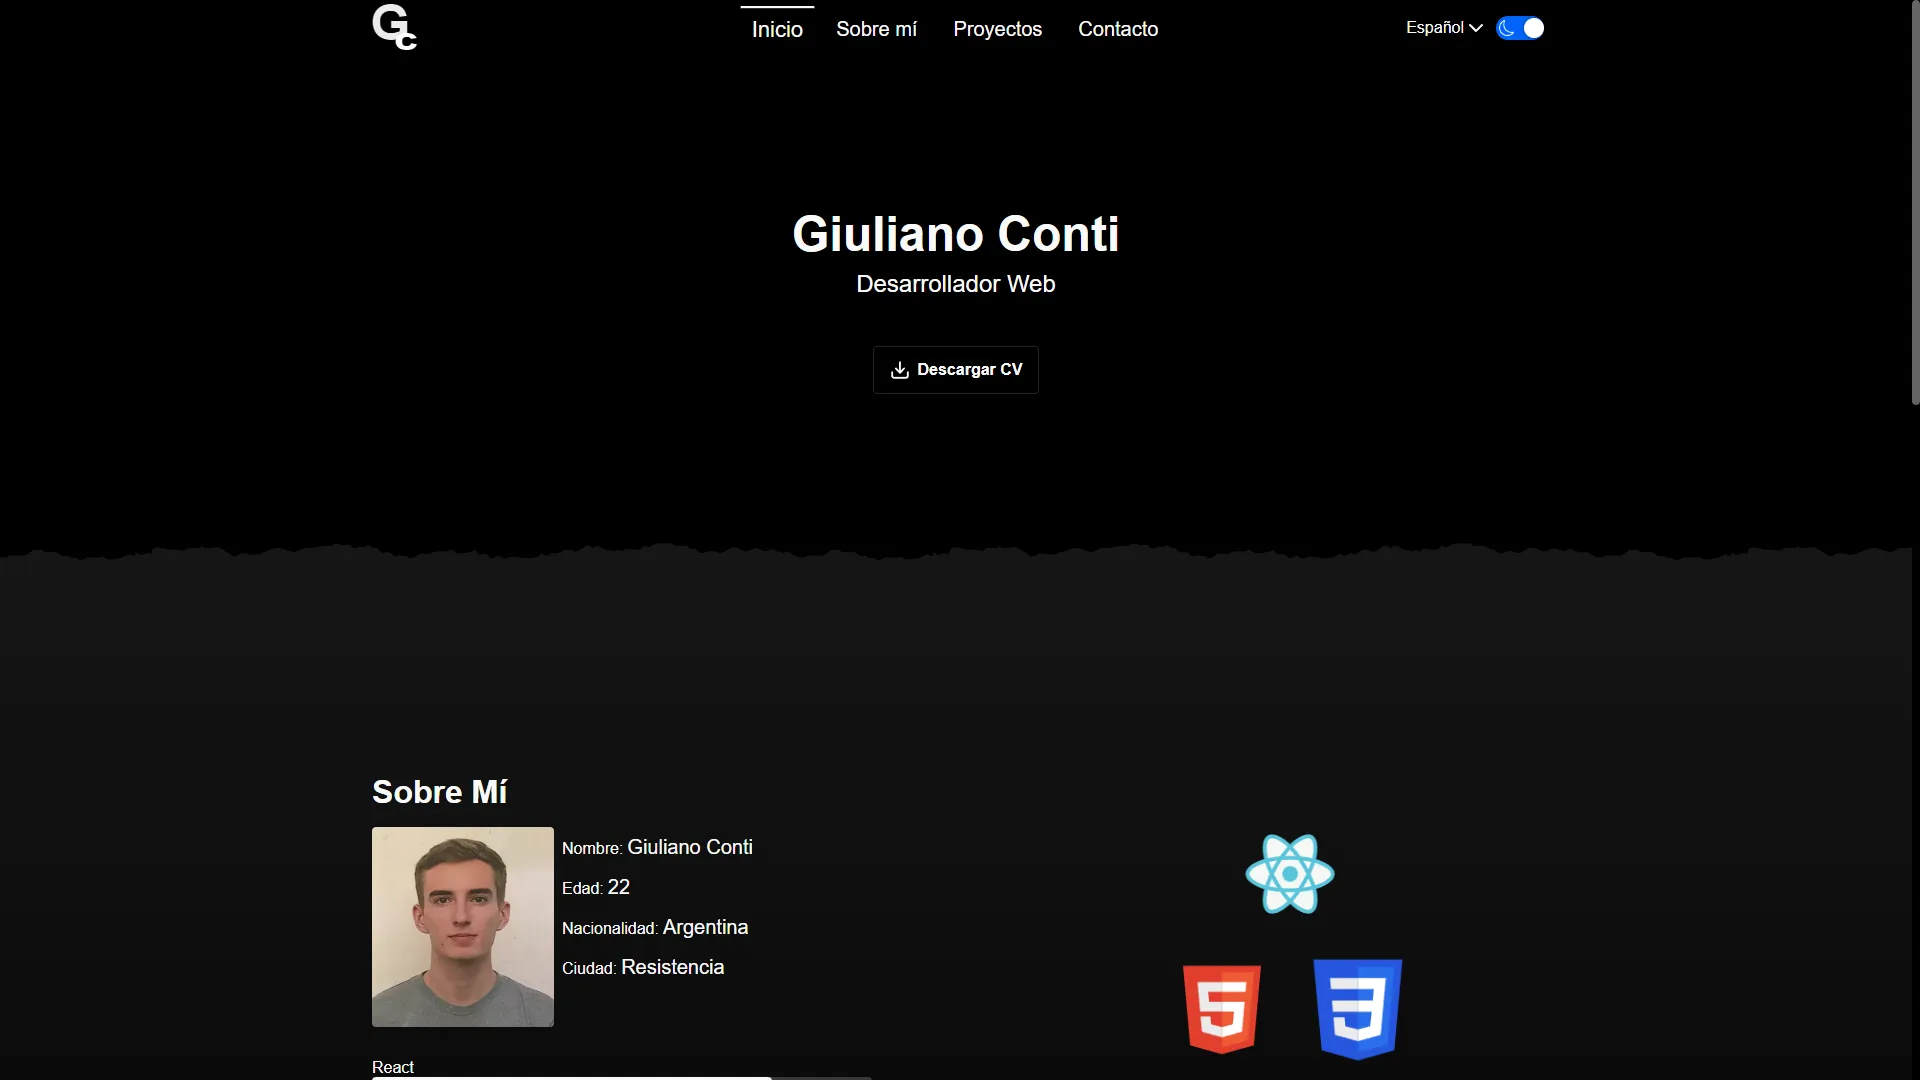 Gc
Inicio Sobre mí Proyectos Contacto
Español
Giuliano Conti
Desarrollador Web
Descargar CV
Sobre Mí
Nombre: Giuliano Conti
Edad: 22
Nacionalidad: Argentina
Ciudad: Resistencia
5
3
React